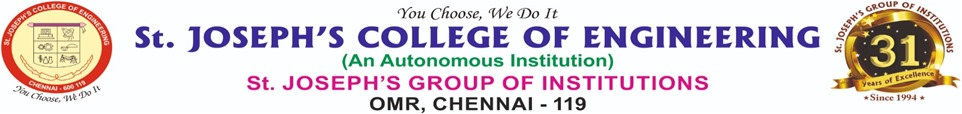 You Choose, We Do It
St. JOSEPH'S COLLEGE OF ENGINEERING
(An Autonomous Institution)
St. JOSEPH'S GROUP OF INSTITUTIONS
OMR, CHENNAI - 119
St. JOSEPH'S COLLEGE OF ENGINEERING
CHENNAI - 600 119
You Choose, We Do It
St. JOSEPH'S GROUP OF INSTITUTIONS
31
Years of Excellence
★ Since 1994 ★